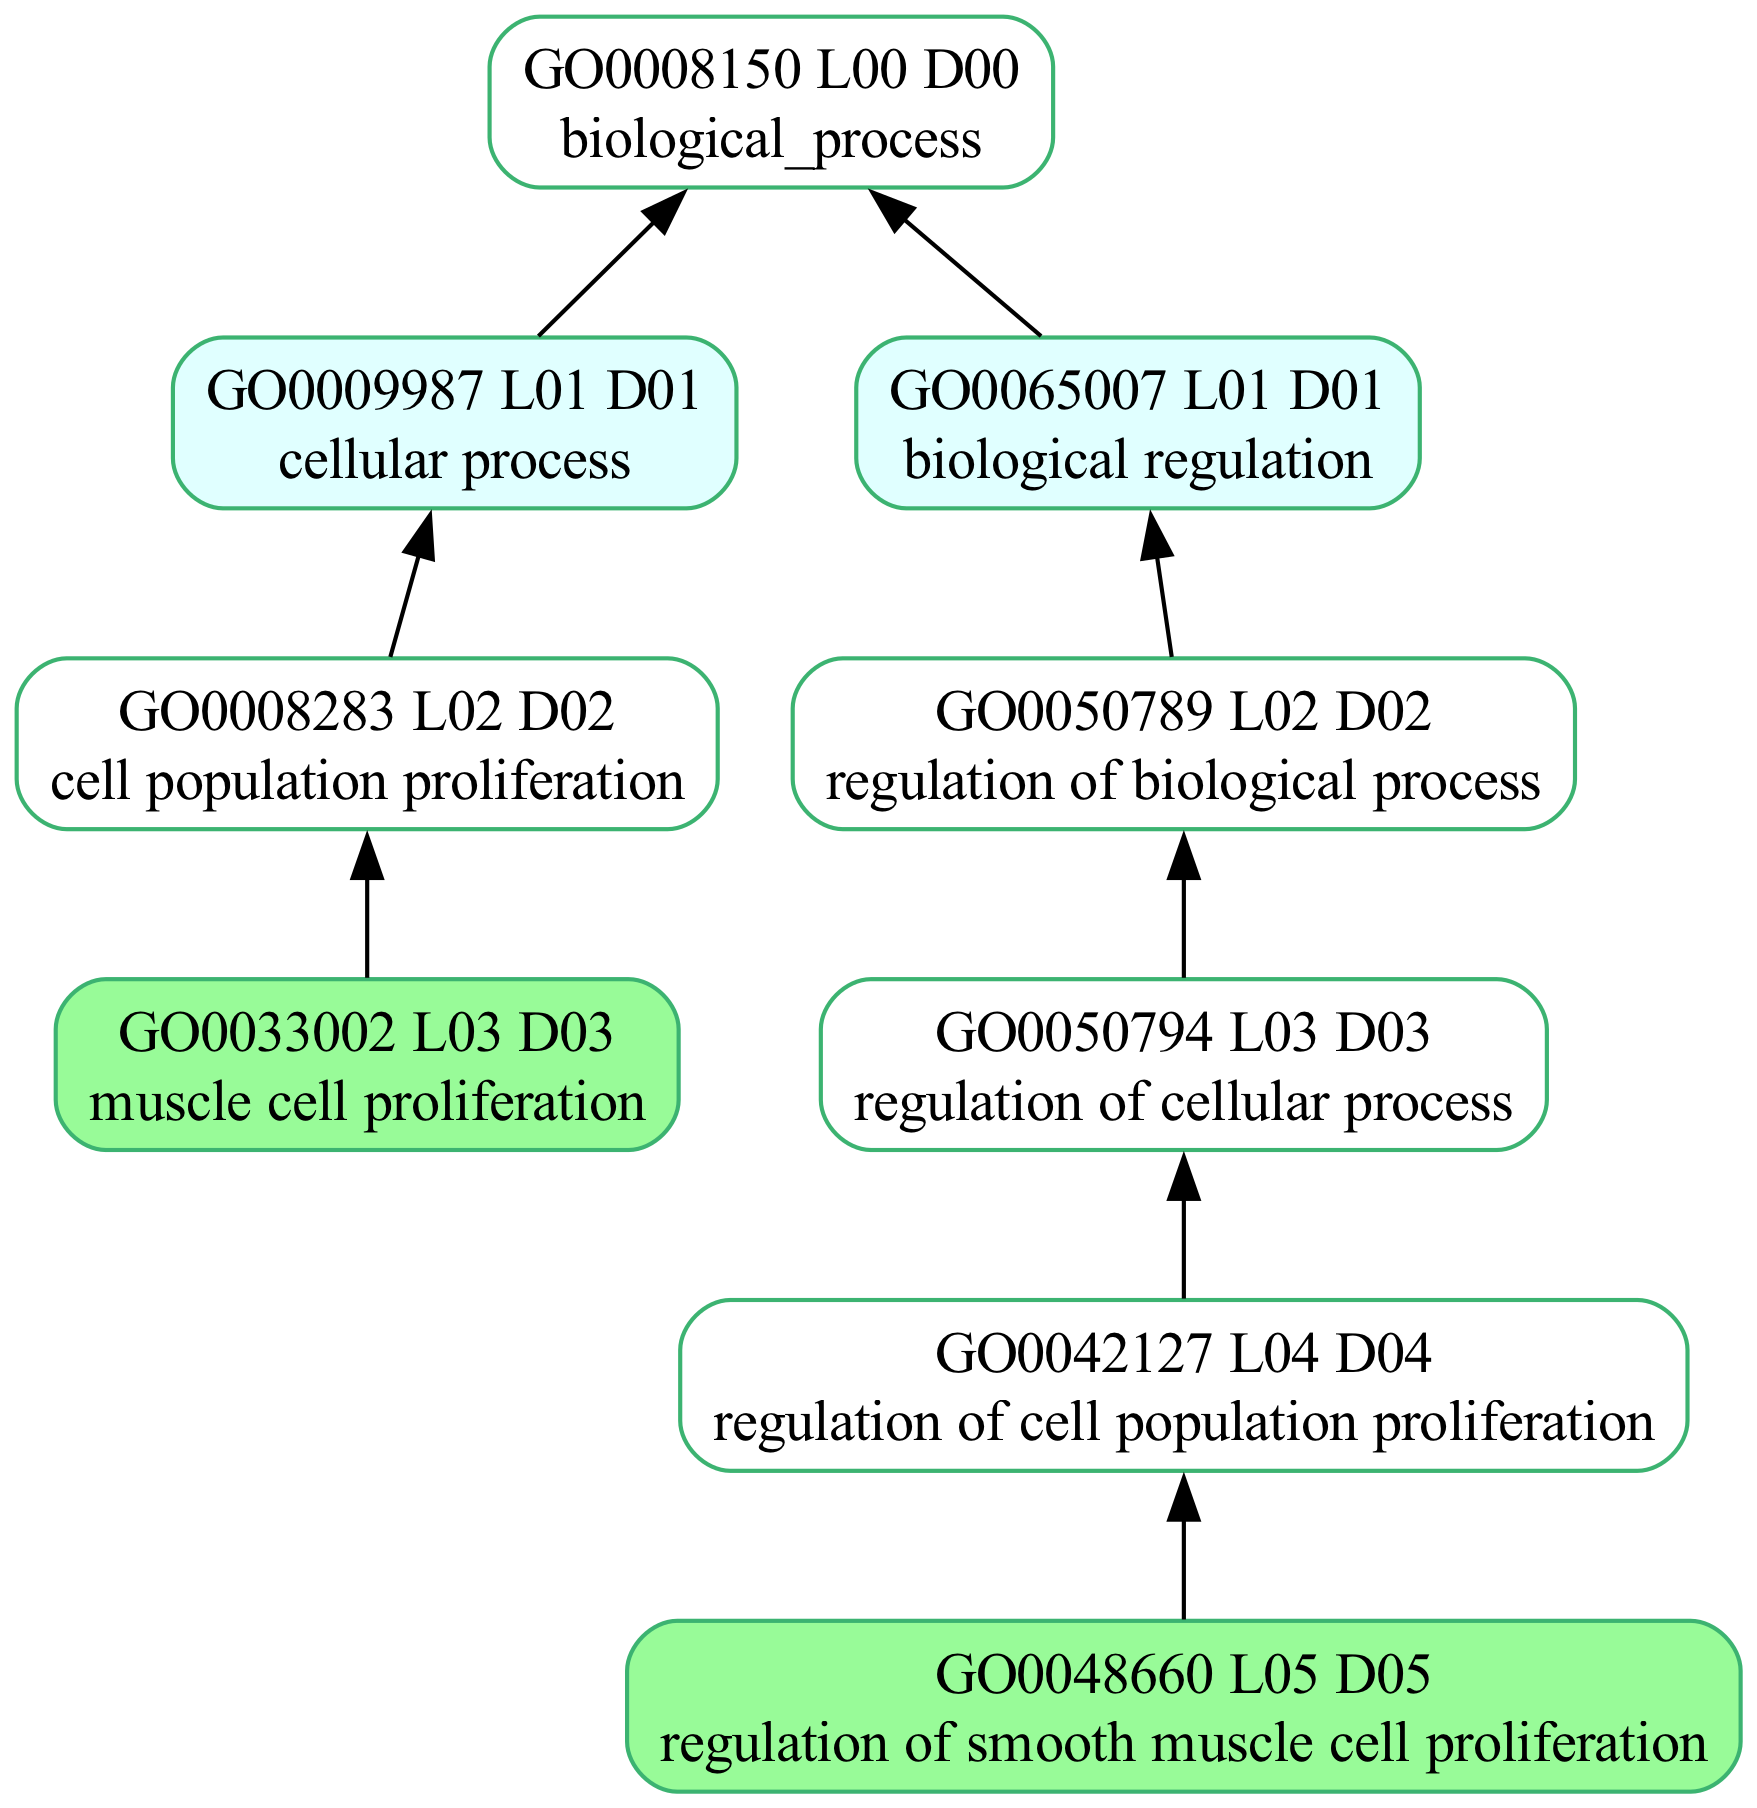 GO0008150 L00 D00
biological_process
GO0009987 L01 D01
cellular process
GO0065007 L01 D01
biological regulation
GO0008283 L02 D02
cell population proliferation
GO0050789 L02 D02
regulation of biological process
GO0033002 L03 D03
muscle cell proliferation
GO0050794 L03 D03
regulation of cellular process
GO0042127 L04 D04
regulation of cell population proliferation
GO0048660 L05 D05
regulation of smooth muscle cell proliferation